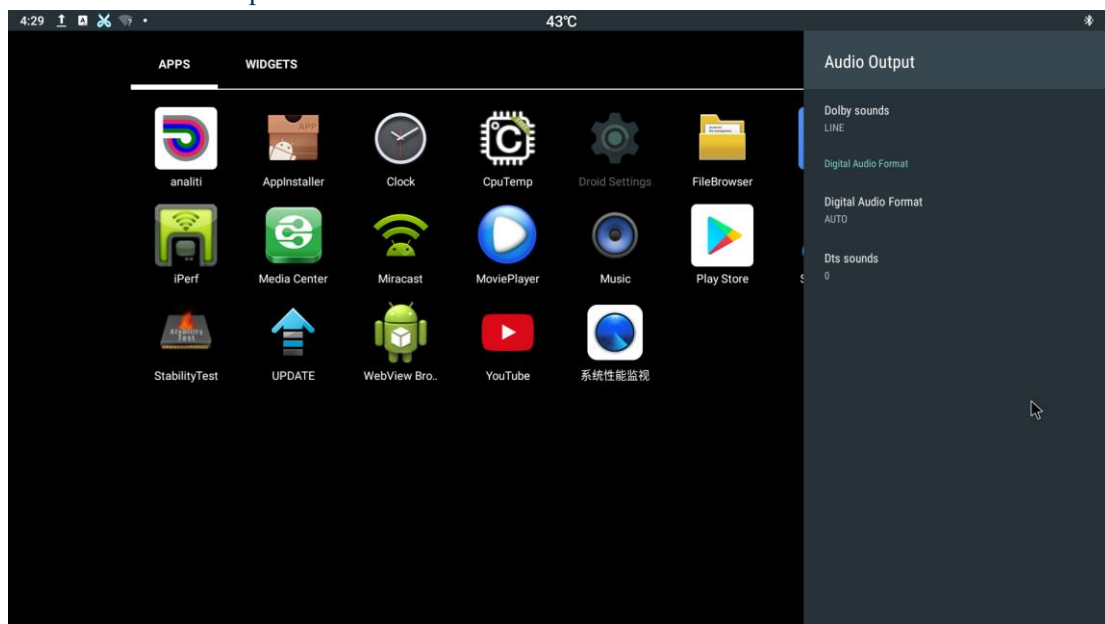 4:29
43°C
APPS WIDGETS
analiti
AppInstaller
Clock
CpuTemp
Droid Settings
FileBrowser
iPerf
Media Center
Miracast
MoviePlayer
Music
Play Store
StabilityTest
UPDATE
WebView Bro..
YouTube
系统性能监视
Audio Output
Dolby sounds
LINE
Digital Audio Format
Digital Audio Format
AUTO
Dts sounds
0